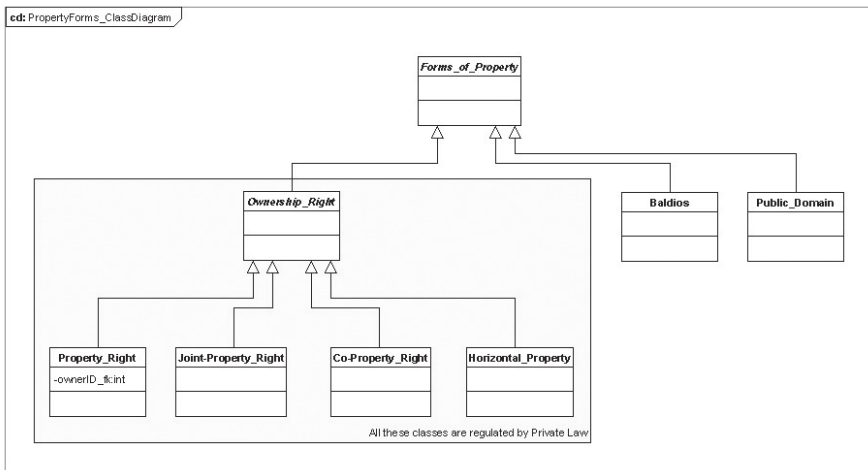 cd: PropertyForms_ClassDiagram
Forms_of_Property
Ownership_Right
Baldios
Public_Domain
Property_Right
-ownerID_fk:int
Joint-Property_Right
Co-Property_Right
Horizontal_Property
All these classes are regulated by Private Law